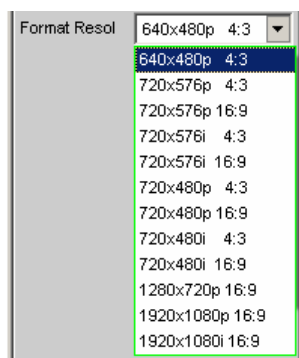 Format Resol 640x480p 4:3
640x480p 4:3
720x576p 4:3
720x576p 16:9
720x576i 4:3
720x576i 16:9
720x480p 4:3
720x480p 16:9
720x480i 4:3
720x480i 16:9
1280x720p 16:9
1920x1080p 16:9
1920x1080i 16:9